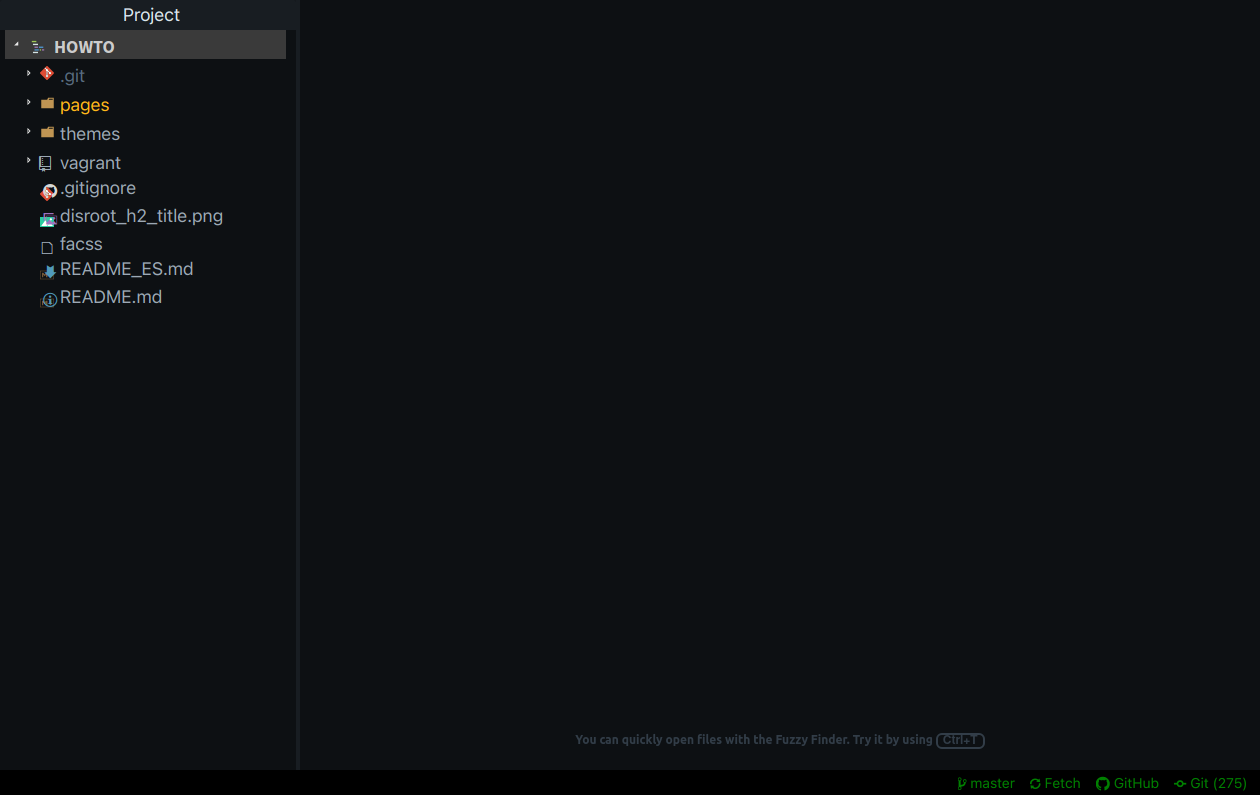 Project
HOWTO
.git
pages
themes
vagrant
.gitignore
disroot_h2_title.png
facss
README_ES.md
README.md
You can quickly open files with the Fuzzy Finder. Try it by using Ctrl+T
master Fetch GitHub Git (275)